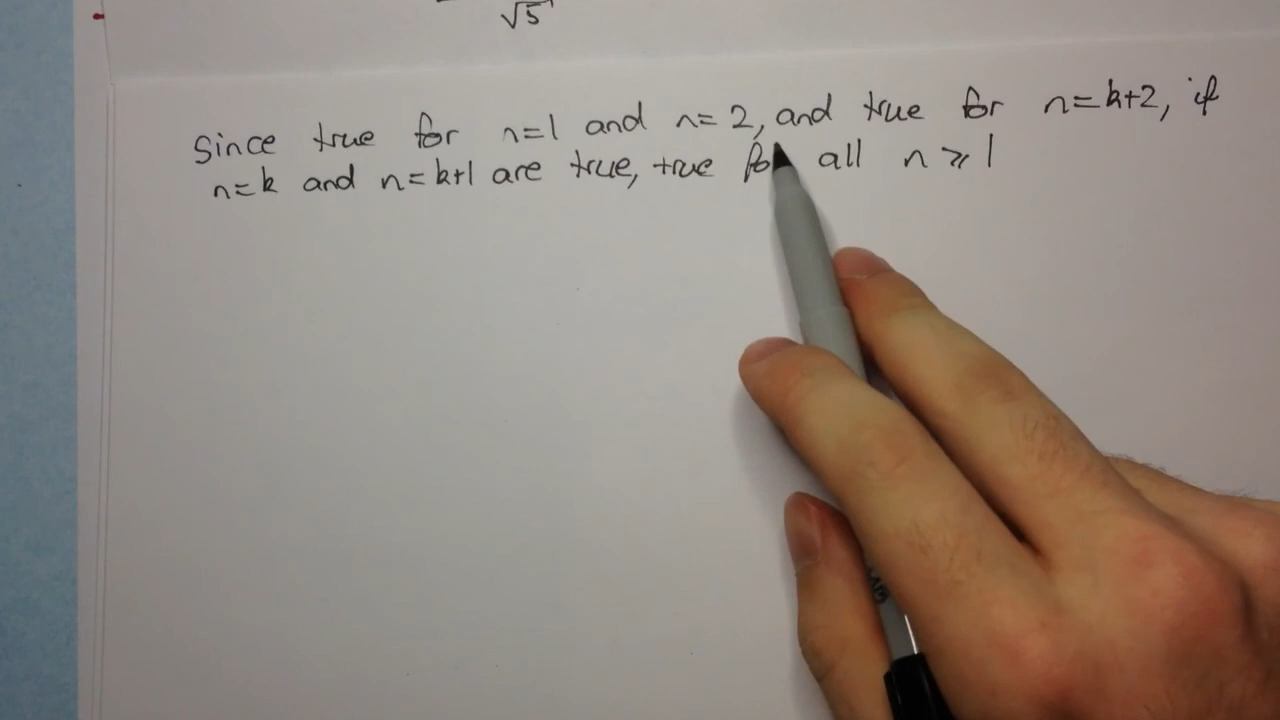 √5
Since true for n=1 and n=2, and true for n=k+2, if
n=k and n=k+1 are true, true for all n ⩾ 1